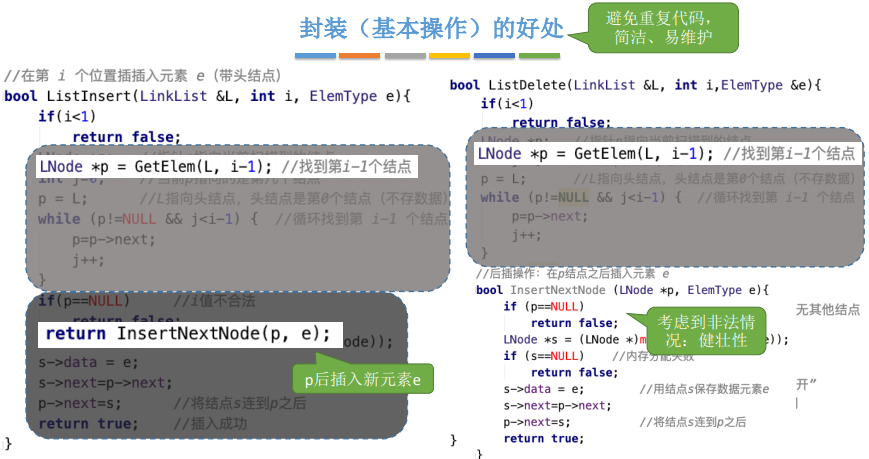 封装（基本操作）的好处
避免重复代码，
简洁、易维护
//在第 i 个位置插插入元素 e（带头结点）
bool ListInsert(LinkList &L, int i, ElemType e){
if(i<1)
return false;
LNode *p = GetElem(L, i-1); //找到第i-1个结点
int j=0; //当前p指向的是第几个结点
p = L; //L指向头结点，头结点是第0个结点（不存数据）
while (p!=NULL && j<i-1) { //循环找到第 i-1 个结点
p=p->next;
j++;
}
if(p==NULL) //i值不合法
return false;
return InsertNextNode(p, e);
ode));
s->data = e;
s->next=p->next;
p->next=s; //将结点s连到p之后
return true; //插入成功
}
p后插入新元素e
bool ListDelete(LinkList &L, int i,ElemType &e){
if(i<1)
return false;
LNode *p; //指针p指向当前扫描到的结点
LNode *p = GetElem(L, i-1); //找到第i-1个结点
p = L; //L指向头结点，头结点是第0个结点（不存数据）
while (p!=NULL && j<i-1) { //循环找到第 i-1 个结点
p=p->next;
j++;
}
//后插操作：在p结点之后插入元素 e
bool InsertNextNode (LNode *p, ElemType e){
if (p==NULL)
无其他结点
return false;
LNode *s = (LNode *)m
e));
考虑到非法情
况：健壮性
if (s==NULL) //内存分配失败
return false;
s->data = e; //用结点s保存数据元素e
开”
s->next=p->next;
p->next=s; //将结点s连到p之后
return true;
}
}